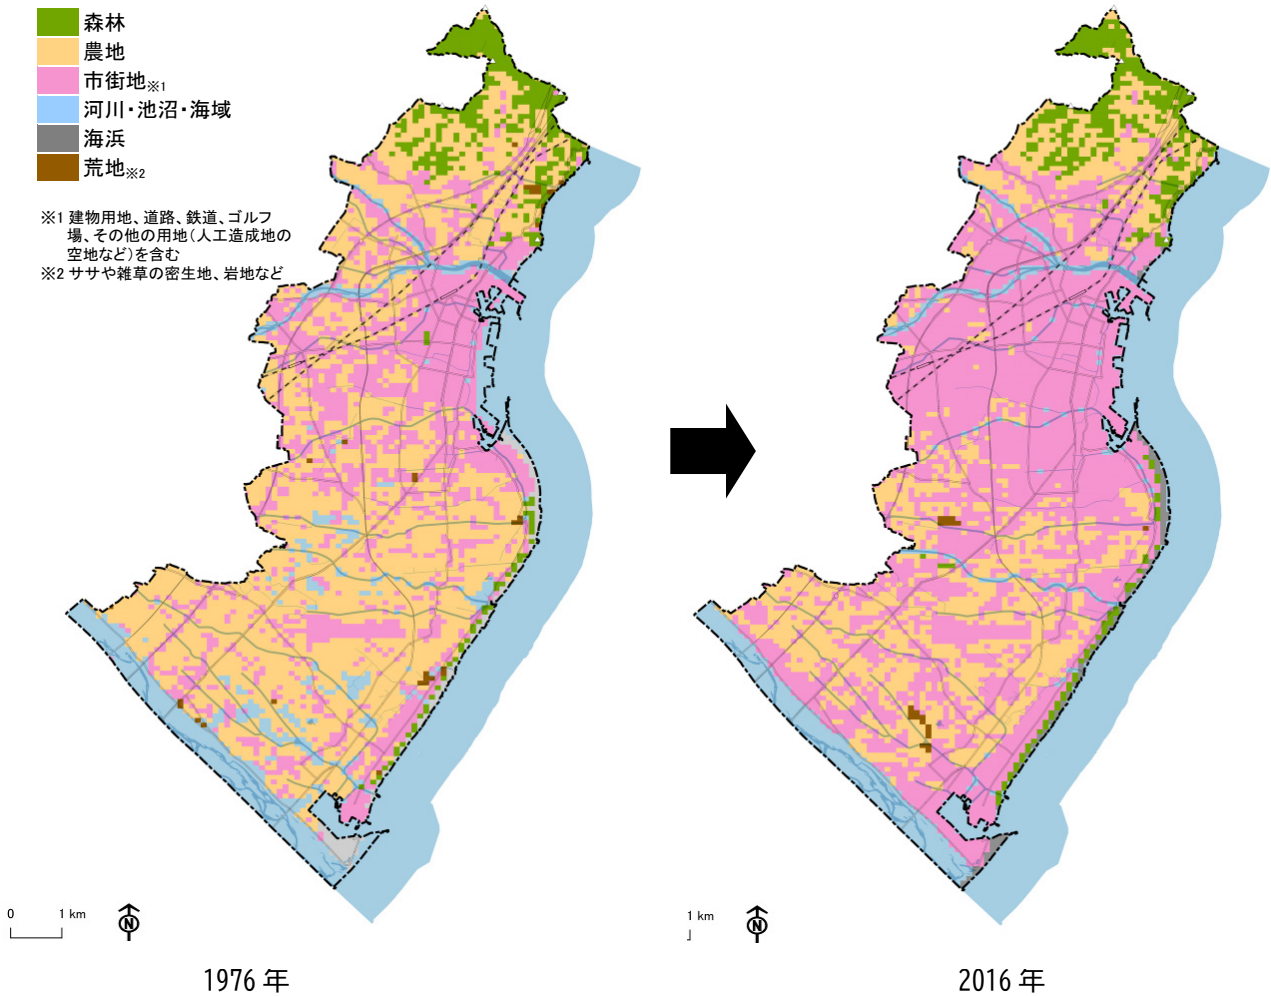 森林
農地
市街地※1
河川・池沼・海域
海浜
荒地※2
※1 建物用地、道路、鉄道、ゴルフ
場、その他の用地(人工造成地の
空地など)を含む
※2 ササや雑草の密生地、岩地など
0 1 km
N
1 km
N
1976 年
2016 年